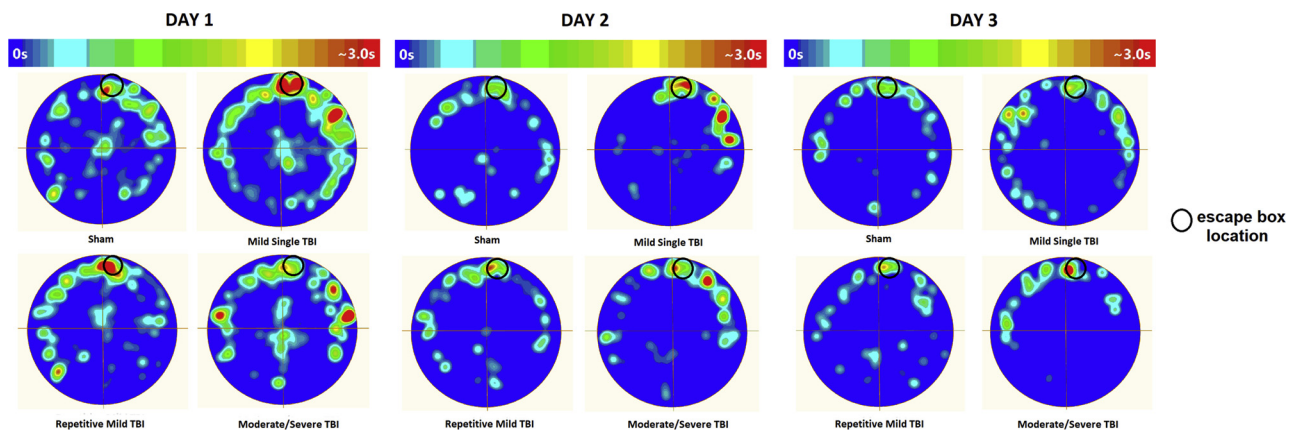 DAY 1
DAY 2
DAY 3
0s ~3.0s
0s ~3.0s
0s ~3.0s
Sham
Mild Single TBI
Sham
Mild Single TBI
Sham
Mild Single TBI
escape box
location
Repetitive Mild TBI
Moderate/Severe TBI
Repetitive Mild TBI
Moderate/Severe TBI
Repetitive Mild TBI
Moderate/Severe TBI